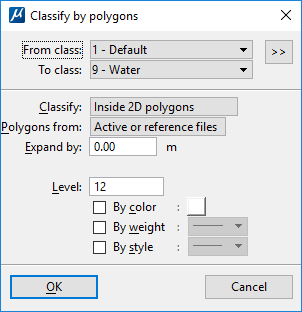 Classify by polygons
From class: 1 - Default >>
To class: 9 - Water
Classify: Inside 2D polygons
Polygons from: Active or reference files
Expand by: 0.00 m
Level: 12
By color :
By weight :
By style :
OK Cancel